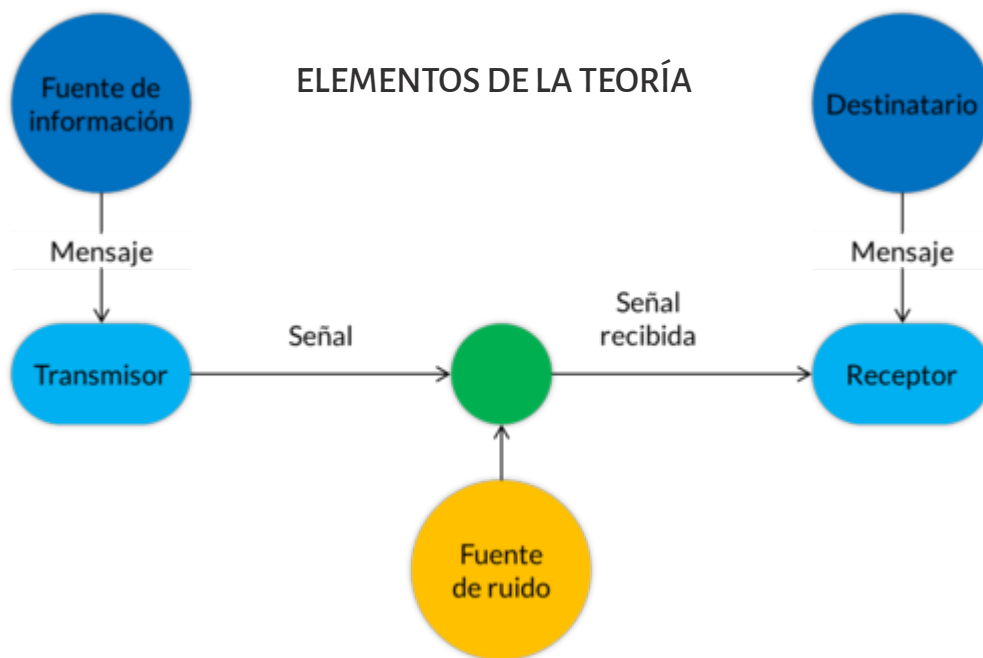 ELEMENTOS DE LA TEORÍA
Fuente de
información
Destinatario
Mensaje
Mensaje
Señal
Señal
recibida
Transmisor
Receptor
Fuente
de ruido